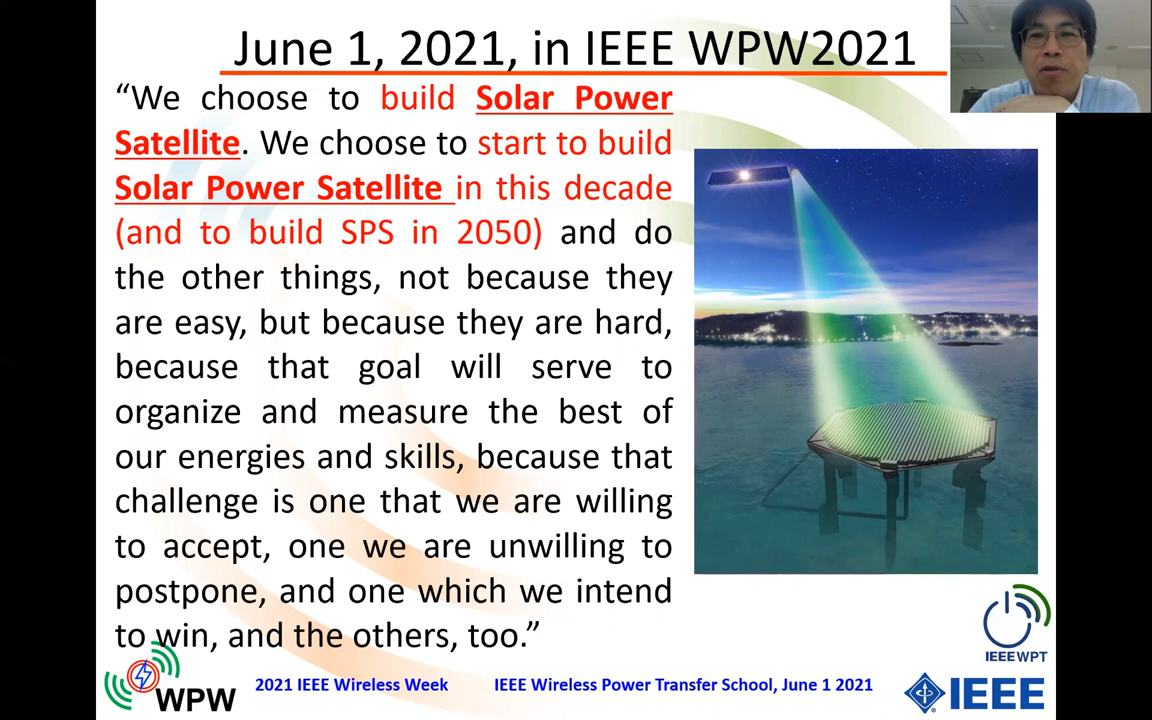 June 1, 2021, in IEEE WPW2021
“We choose to build Solar Power
Satellite. We choose to start to build
Solar Power Satellite in this decade
(and to build SPS in 2050) and do
the other things, not because they
are easy, but because they are hard,
because that goal will serve to
organize and measure the best of
our energies and skills, because that
challenge is one that we are willing
to accept, one we are unwilling to
postpone, and one which we intend
to win, and the others, too.”
IEEE WPT
WPW
2021 IEEE Wireless Week
IEEE Wireless Power Transfer School, June 1 2021
IEEE